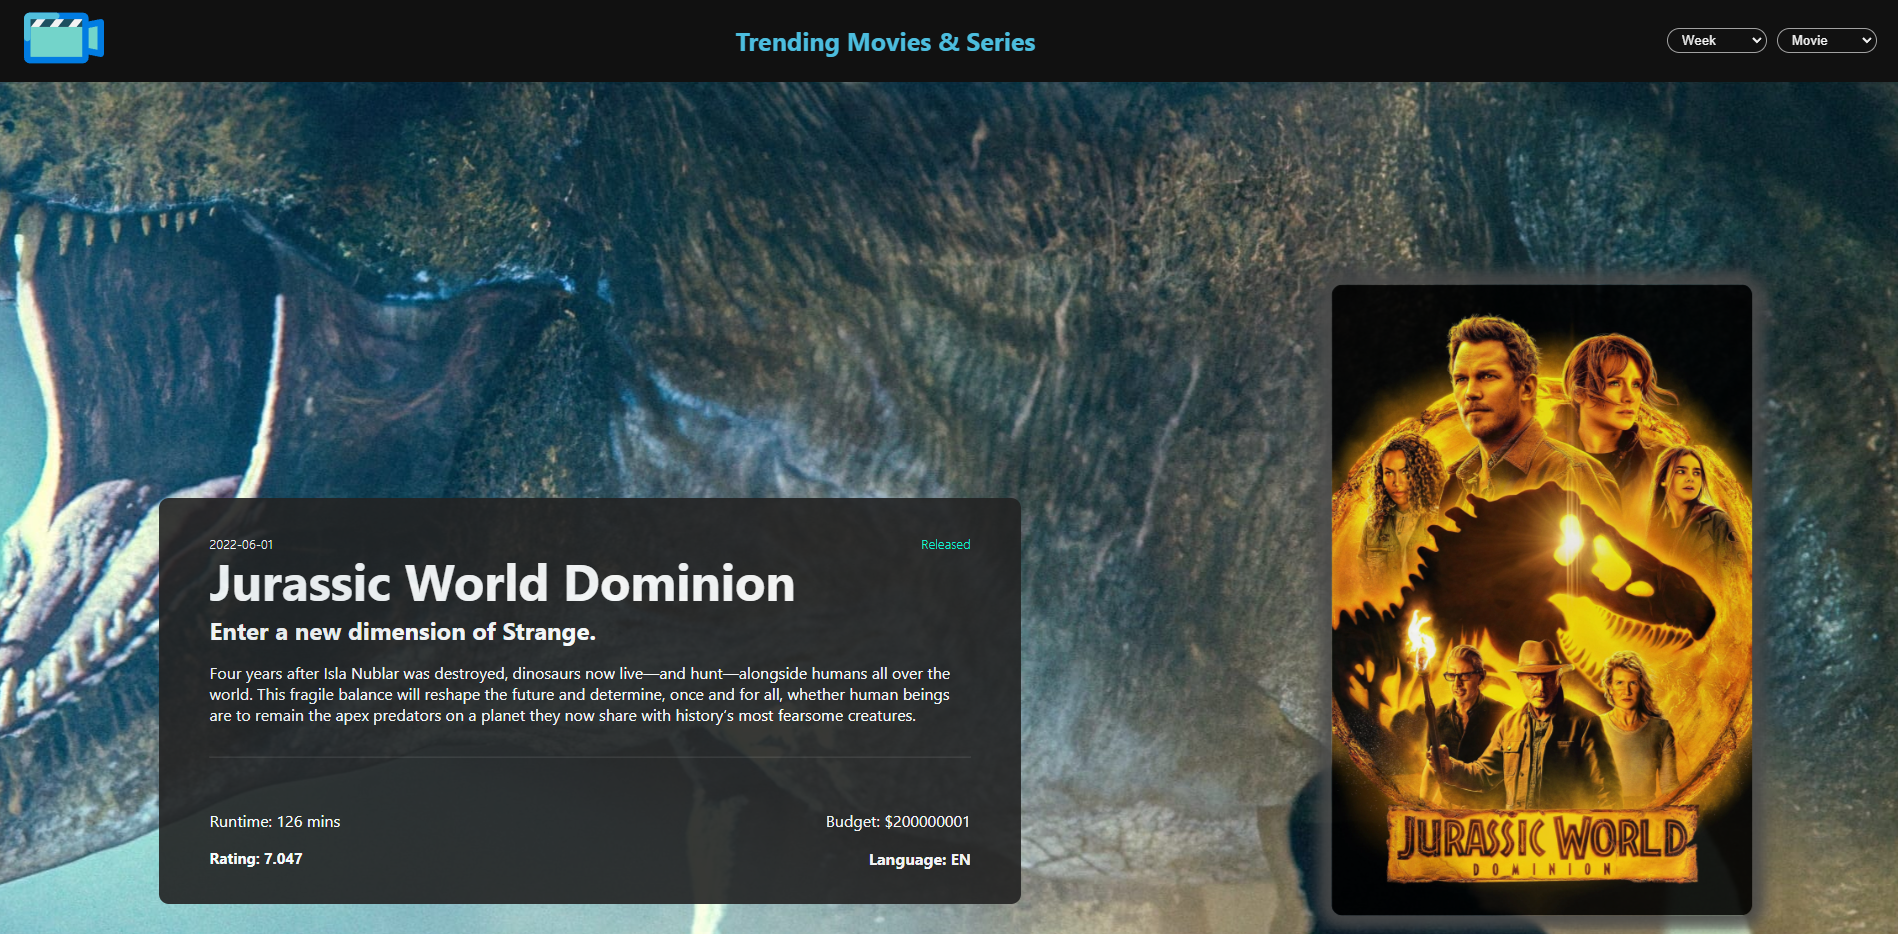 Trending Movies & Series
Week
Movie
2022-06-01
Released
Jurassic World Dominion
Enter a new dimension of Strange.
Four years after Isla Nublar was destroyed, dinosaurs now live—and hunt—alongside humans all over the
world. This fragile balance will reshape the future and determine, once and for all, whether human beings
are to remain the apex predators on a planet they now share with history's most fearsome creatures.
Runtime: 126 mins
Budget: $200000001
Rating: 7.047
Language: EN
JURASSIC WORLD
DOMINION